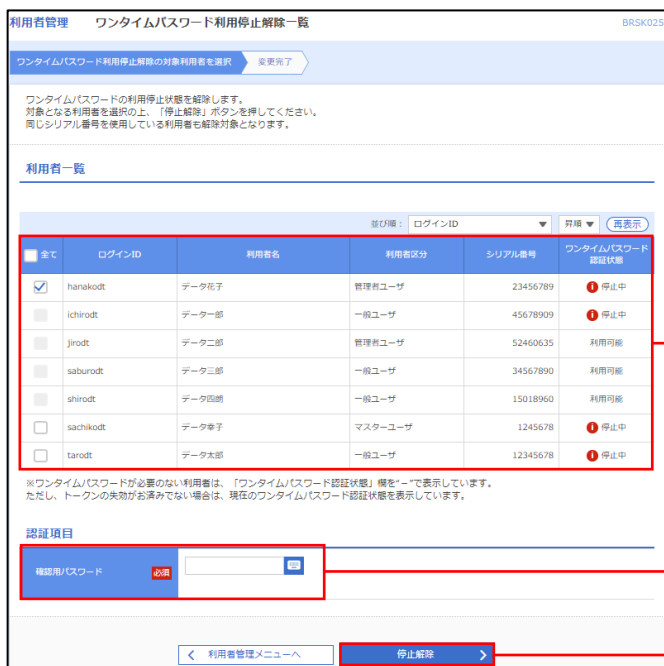 利用者管理 ワンタイムパスワード利用停止解除一覧 BRSK025
ワンタイムパスワード利用停止解除の対象利用者を選択 変更完了
ワンタイムパスワードの利用停止状態を解除します。
対象となる利用者を選択の上、「停止解除」ボタンを押してください。
同じシリアル番号を使用している利用者も解除対象となります。
利用者一覧
並び順: ログインID 昇順 再表示
全て ログインID 利用者名 利用者区分 シリアル番号 ワンタイムパスワード
認証状態
hanakodt データ花子 管理者ユーザ 23456789 停止中
ichirodt データ一郎 一般ユーザ 45678909 停止中
jirodt データ二郎 管理者ユーザ 52460635 利用可能
saburodt データ三郎 一般ユーザ 34567890 利用可能
shirodt データ四朗 一般ユーザ 15018960 利用可能
sachikodt データ幸子 マスターユーザ 1245678 停止中
tarodt データ太郎 一般ユーザ 12345678 停止中
※ワンタイムパスワードが必要のない利用者は、「ワンタイムパスワード認証状態」欄を"－"で表示しています。
ただし、トークンの失効がお済みでない場合は、現在のワンタイムパスワード認証状態を表示しています。
認証項目
確認用パスワード 必須
利用者管理メニューへ 停止解除